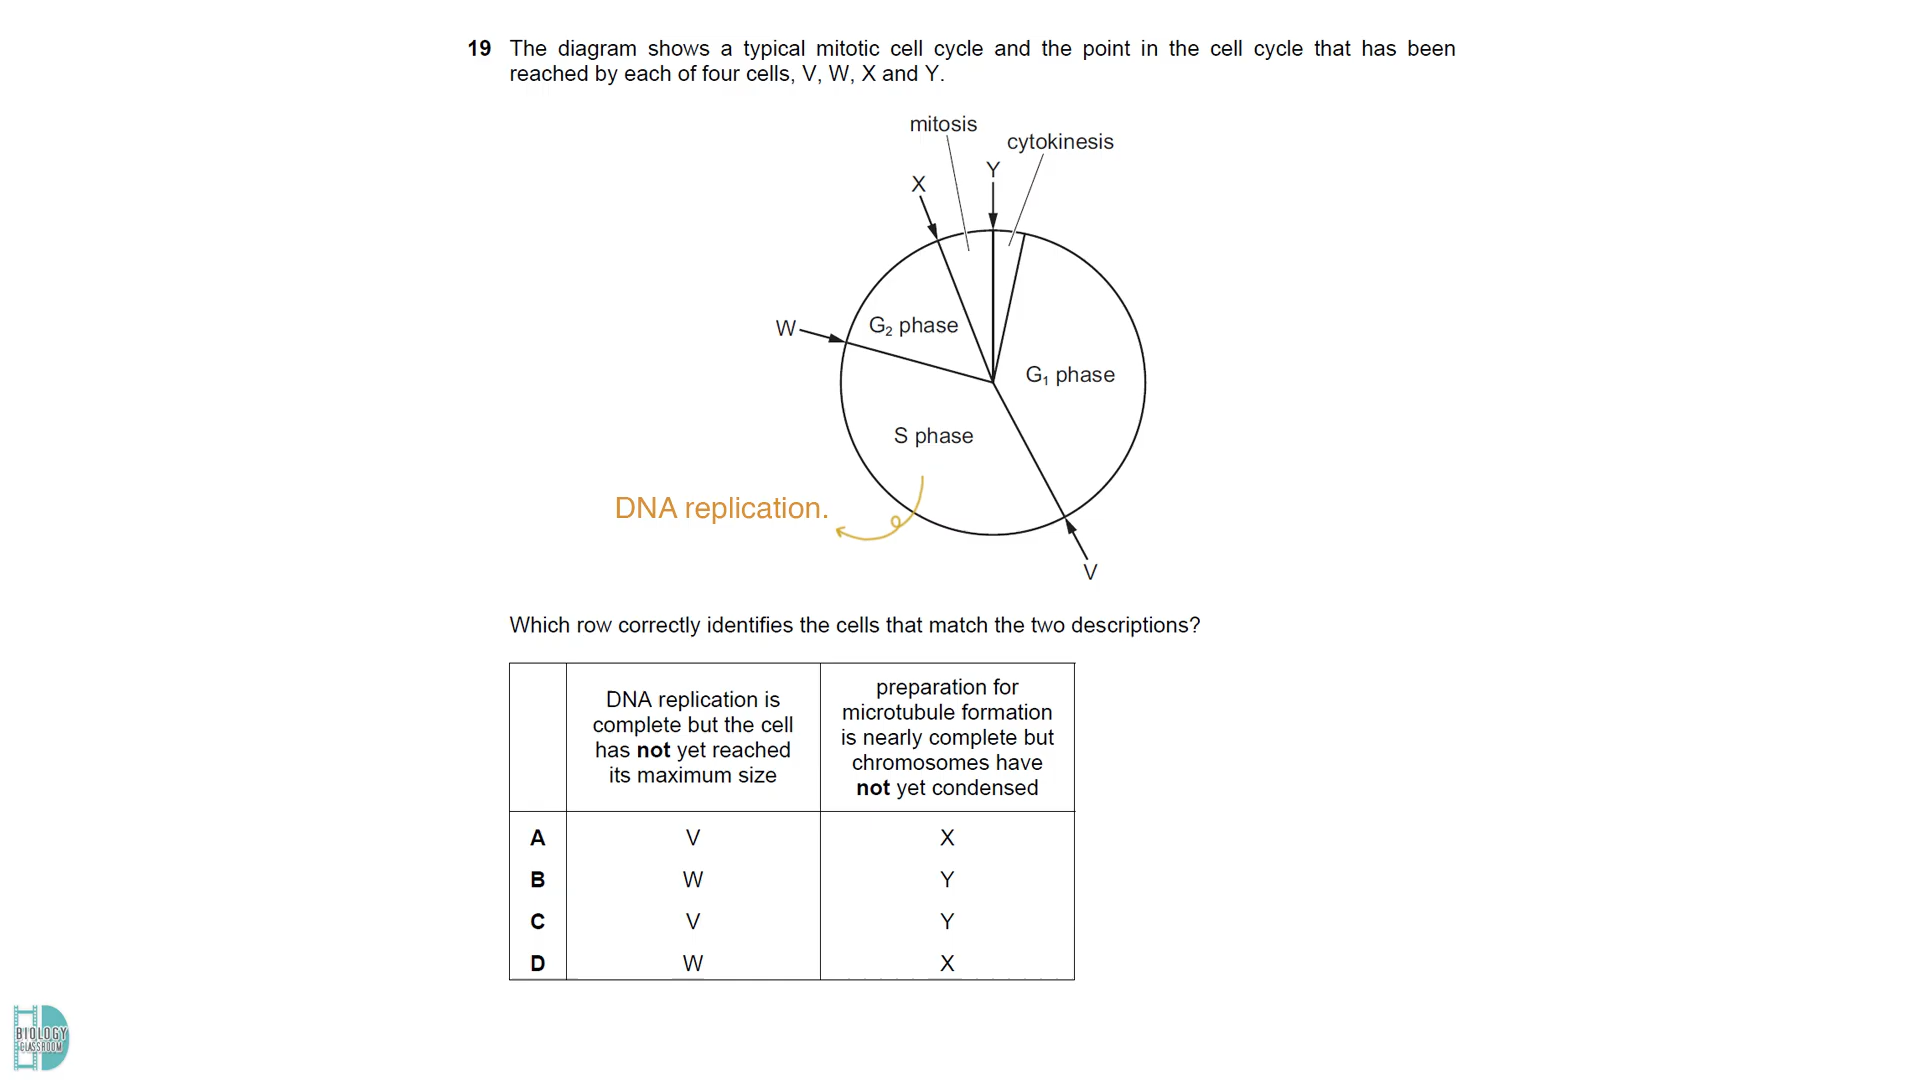 19 The diagram shows a typical mitotic cell cycle and the point in the cell cycle that has been
reached by each of four cells, V, W, X and Y.
mitosis
cytokinesis
Y
X
W
G₂ phase
G₁ phase
S phase
DNA replication.
V
Which row correctly identifies the cells that match the two descriptions?
DNA replication is
complete but the cell
has not yet reached
its maximum size
preparation for
microtubule formation
is nearly complete but
chromosomes have
not yet condensed
A V X
B W Y
C V Y
D W X
BIOLOGY
CLASSROOM